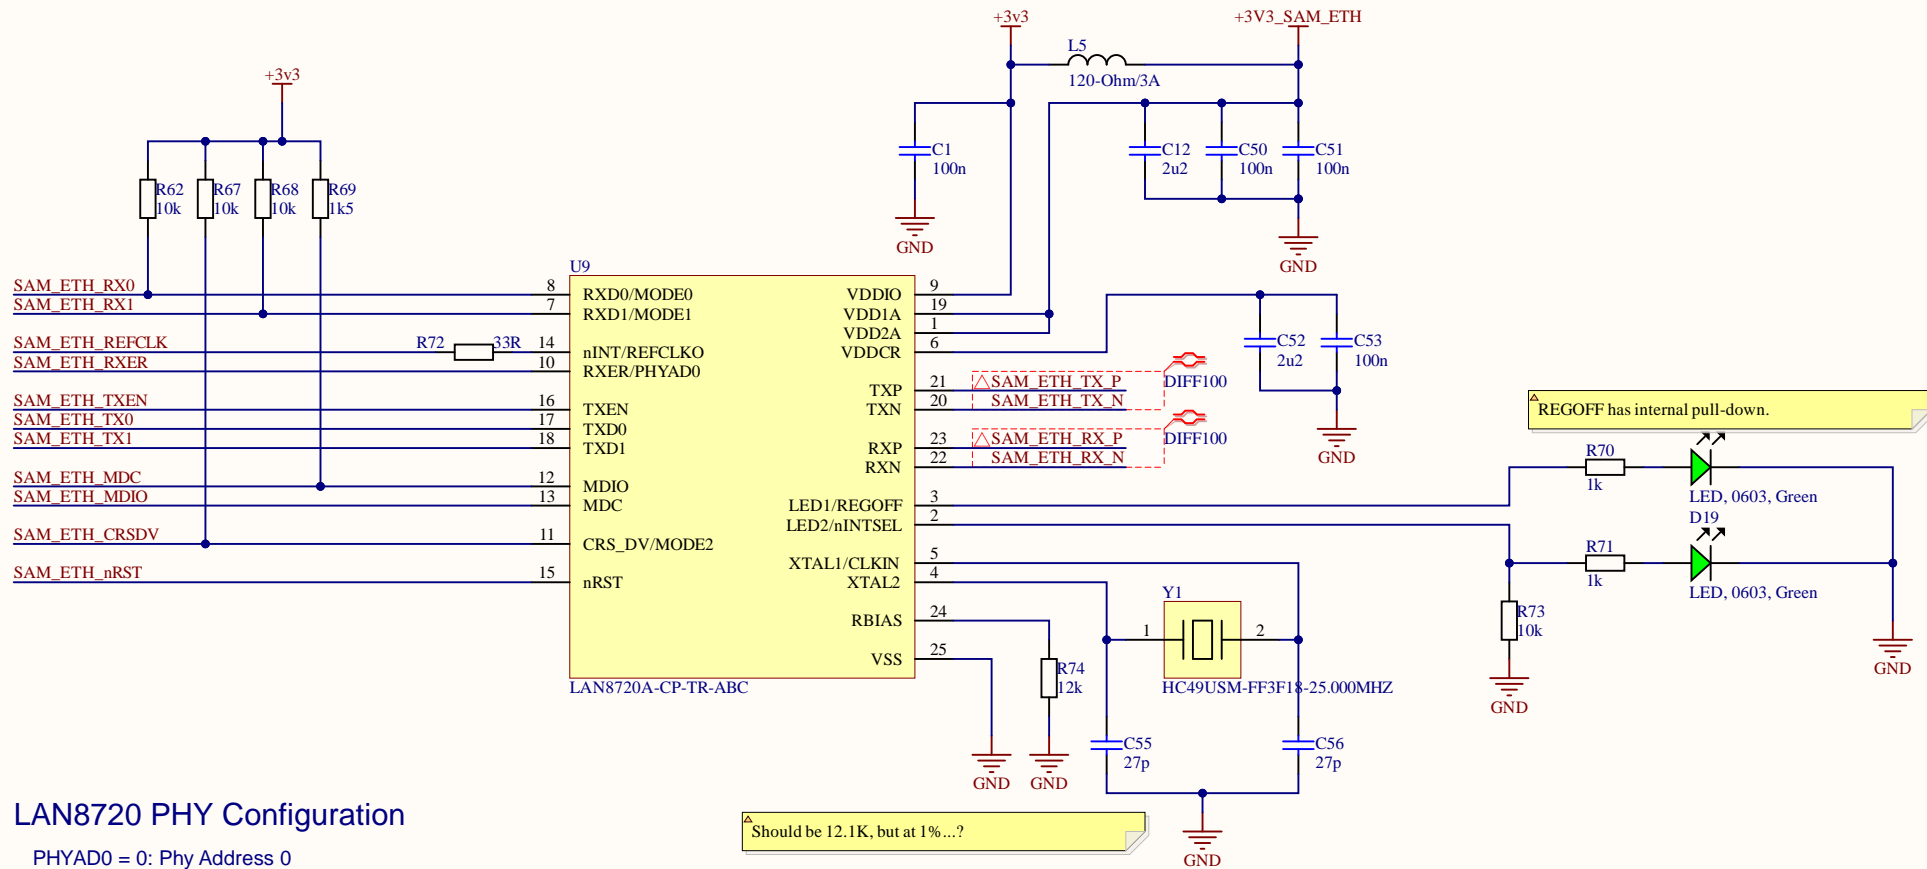 +3v3
+3V3_SAM_ETH
L5
120-Ohm/3A
+3v3
C1
100n
C12
2u2
C50
100n
C51
100n
R62
10k
R67
10k
R68
10k
R69
1k5
GND
GND
U9
SAM_ETH_RX0
8
RXD0/MODE0
VDDIO
9
SAM_ETH_RX1
7
RXD1/MODE1
VDD1A
19
VDD2A
1
SAM_ETH_REFCLK
R72
33R
14
nINT/REFCLKO
VDDCR
6
C52
2u2
C53
100n
SAM_ETH_RXER
10
RXER/PHYAD0
TXP
21
SAM_ETH_TX_P
DIFF100
SAM_ETH_TXEN
16
TXEN
TXN
20
SAM_ETH_TX_N
REGOFF has internal pull-down.
SAM_ETH_TX0
17
TXD0
SAM_ETH_TX1
18
TXD1
RXP
23
SAM_ETH_RX_P
DIFF100
RXN
22
SAM_ETH_RX_N
GND
R70
1k
LED, 0603, Green
SAM_ETH_MDC
12
MDIO
SAM_ETH_MDIO
13
MDC
LED1/REGOFF
3
LED2/nINTSEL
2
D19
SAM_ETH_CRSDV
11
CRS_DV/MODE2
R71
1k
LED, 0603, Green
XTAL1/CLKIN
5
SAM_ETH_nRST
15
nRST
XTAL2
4
Y1
1
2
HC49USM-FF3F18-25.000MHZ
RBIAS
24
R73
10k
VSS
25
R74
12k
GND
GND
LAN8720A-CP-TR-ABC
C55
27p
C56
27p
GND
GND
LAN8720 PHY Configuration
Should be 12.1K, but at 1%...?
PHYAD0 = 0: Phy Address 0
GND